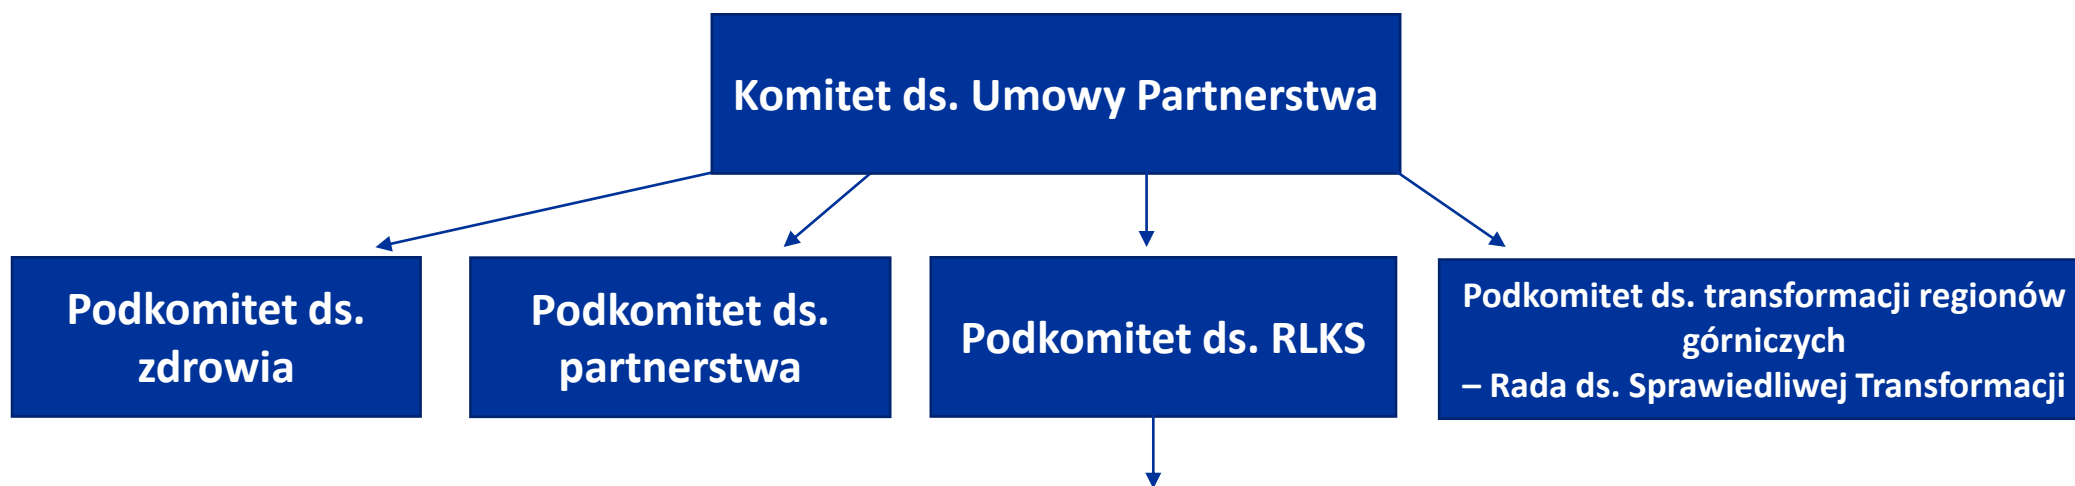 Komitet ds. Umowy Partnerstwa
Podkomitet ds.
zdrowia
Podkomitet ds.
partnerstwa
Podkomitet ds. RLKS
Podkomitet ds. transformacji regionów
górniczych
– Rada ds. Sprawiedliwej Transformacji